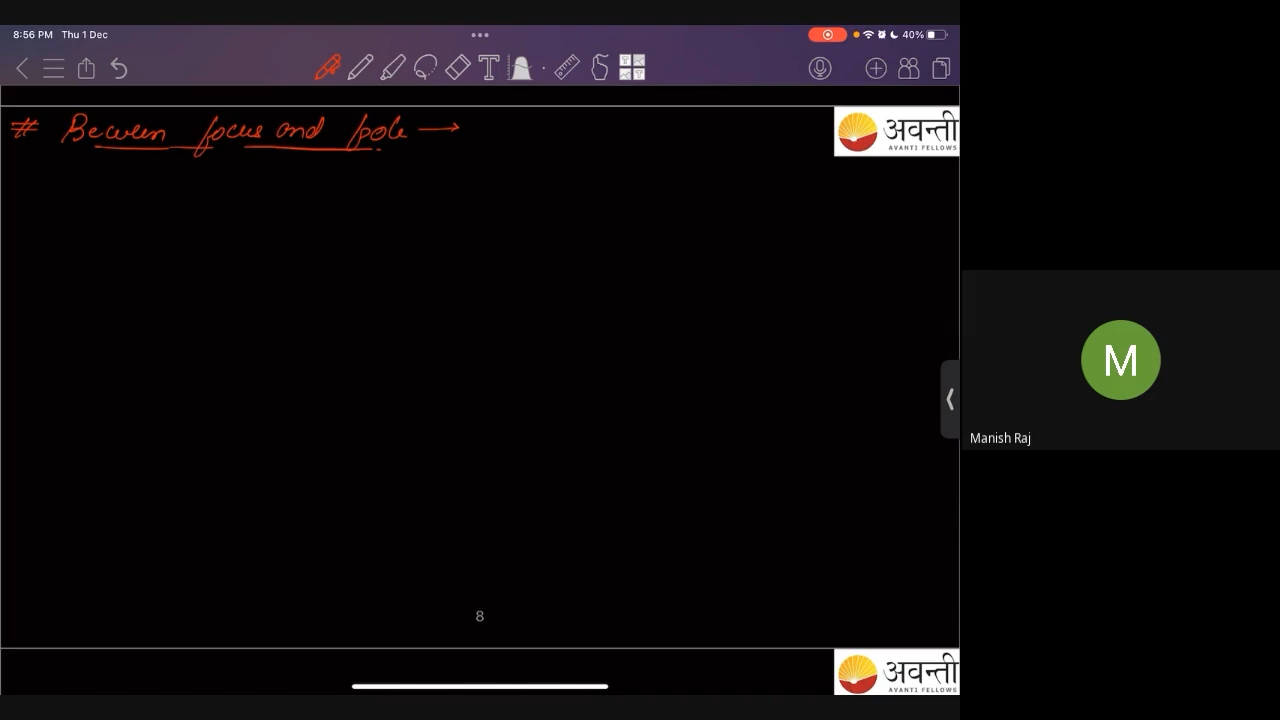 8:56 PM Thu 1 Dec
40%
# Between focus and pole →
अवन्ती
AVANTI FELLOWS
M
Manish Raj
8
अवन्ती
AVANTI FELLOWS